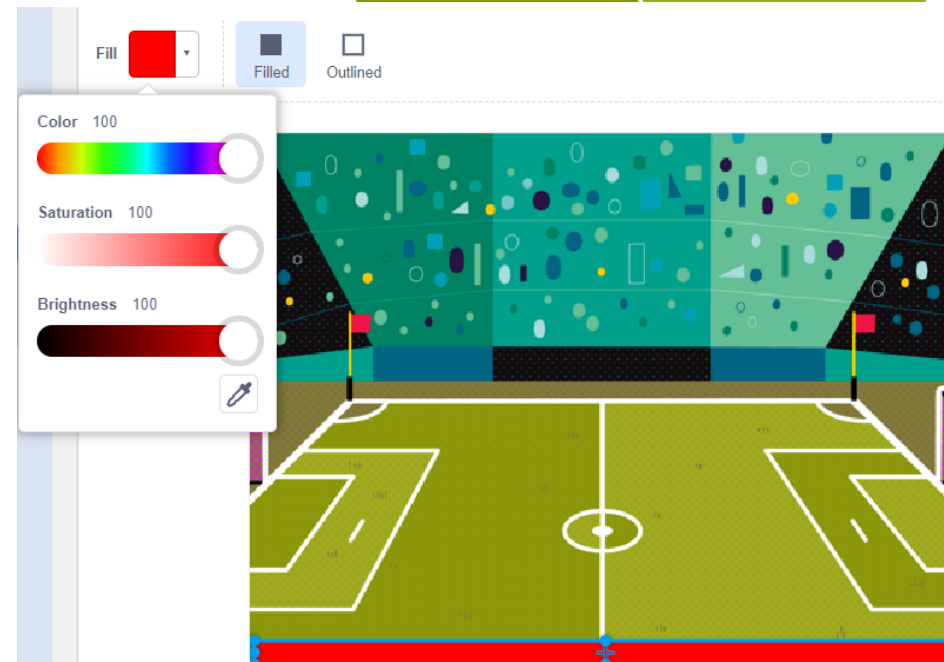 Fill
Filled
Outlined
Color 100
Saturation 100
Brightness 100